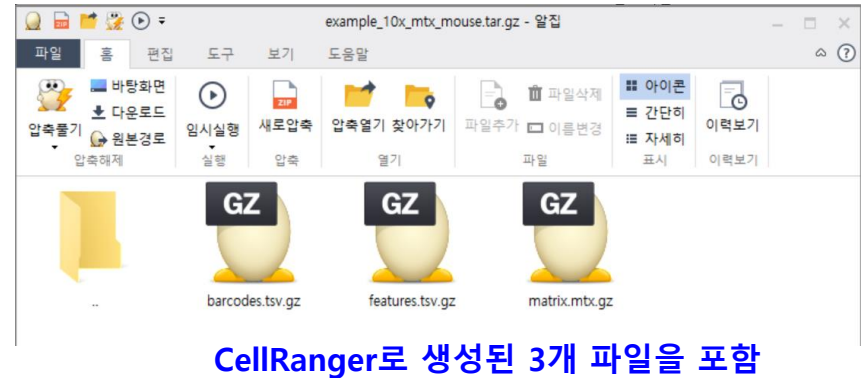 example_10x_mtx_mouse.tar.gz - 알집
파일 홈 편집 도구 보기 도움말
압축풀기 바탕화면 다운로드 원본경로 임시실행 ZIP 새로압축 압축열기 찾아가기 파일추가 파일삭제 이름변경 아이콘 간단히 자세히 이력보기
압축해제 실행 압축 열기 파일 표시 이력보기
GZ GZ GZ
.. barcodes.tsv.gz features.tsv.gz matrix.mtx.gz
CellRanger로 생성된 3개 파일을 포함